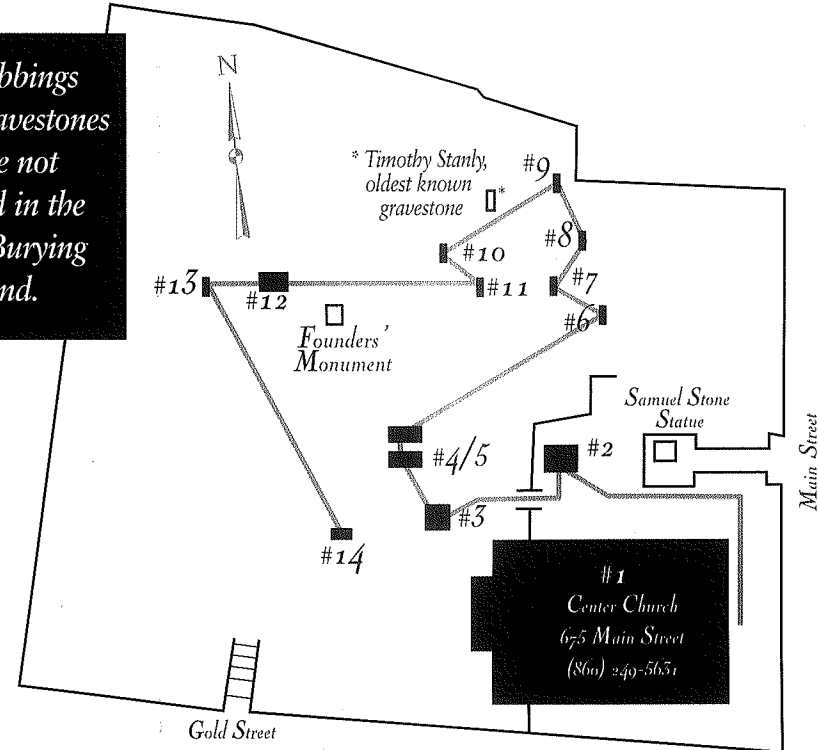 bbings
avestones
e not
d in the
Burying
nd.
N
* Timothy Stanly,
oldest known
gravestone
*
#9
#8
#10
#7
#11
#13
#12
#6
Founders'
Monument
Samuel Stone
Statue
Main Street
#4/5
#2
#3
#14
#1
Center Church
675 Main Street
(860) 249-5631
Gold Street